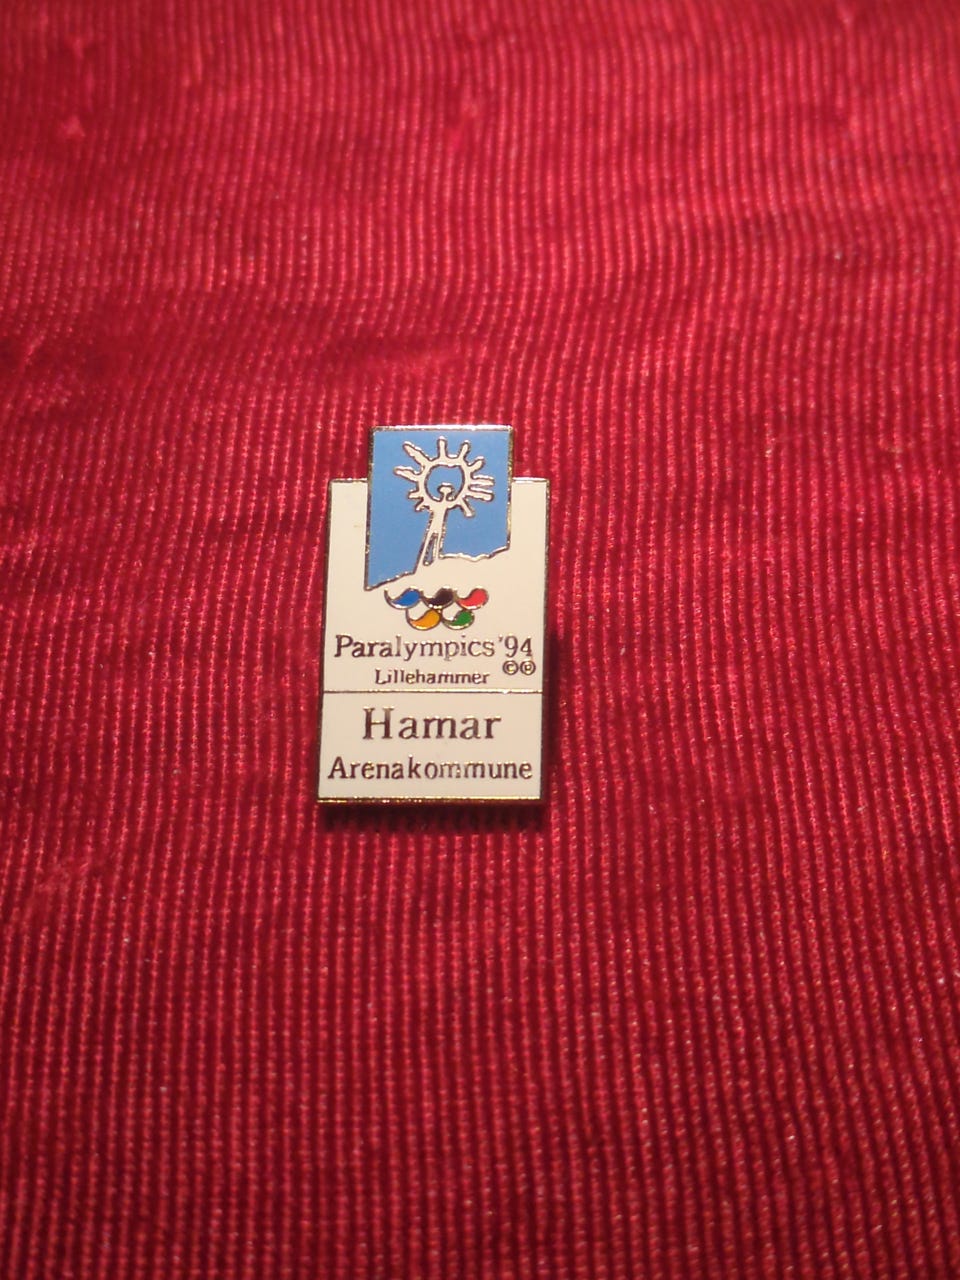 Paralympics '94
Lillehammer ©℗
Hamar
Arenakommune